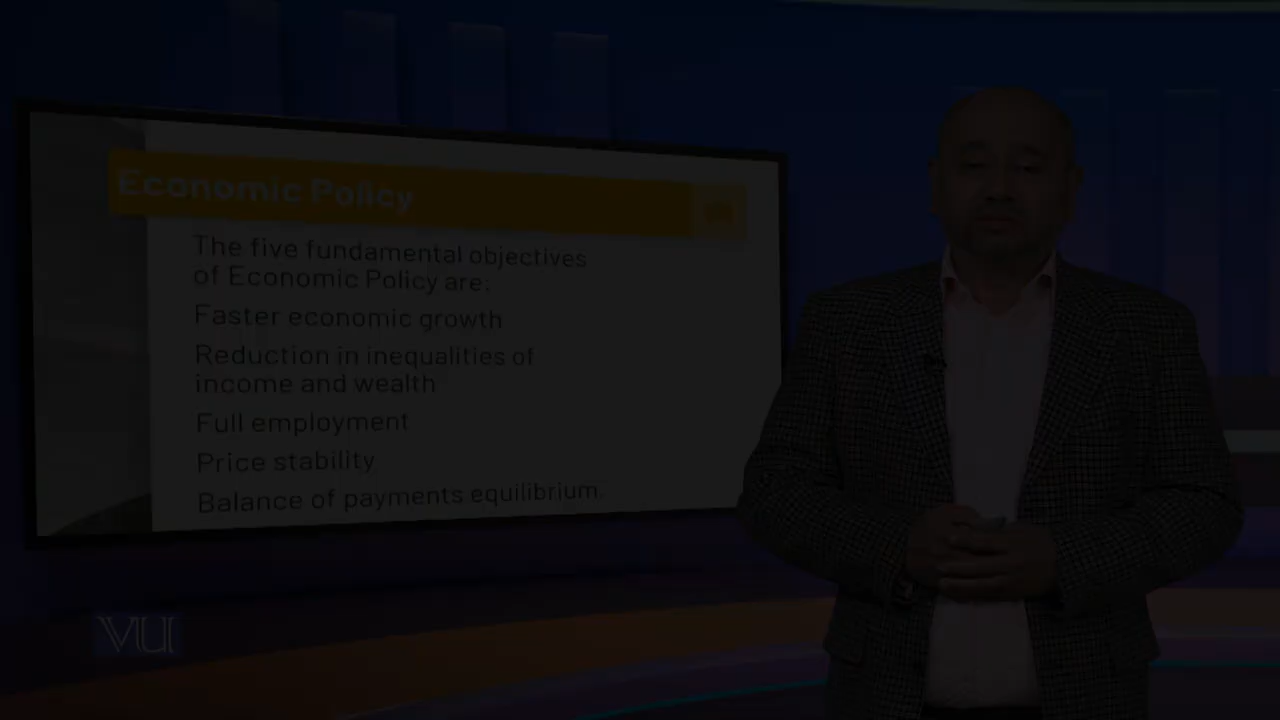 Economic Policy
The five fundamental objectives
of Economic Policy are:
Faster economic growth
Reduction in inequalities of
income and wealth
Full employment
Price stability
Balance of payments equilibrium.
VU